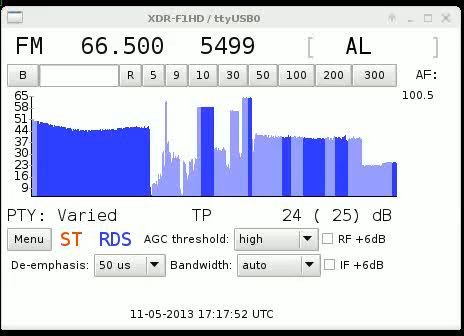 XDR-F1HD / ttyUSB0
FM 66.500 5499 [ AL ]
B R 5 9 10 30 50 100 200 300 AF:
65 100.5
58
51
44
37
30
23
16
9
PTY: Varied TP 24 ( 25) dB
Menu ST RDS AGC threshold: high RF +6dB
De-emphasis: 50 us Bandwidth: auto IF +6dB
11-05-2013 17:17:52 UTC